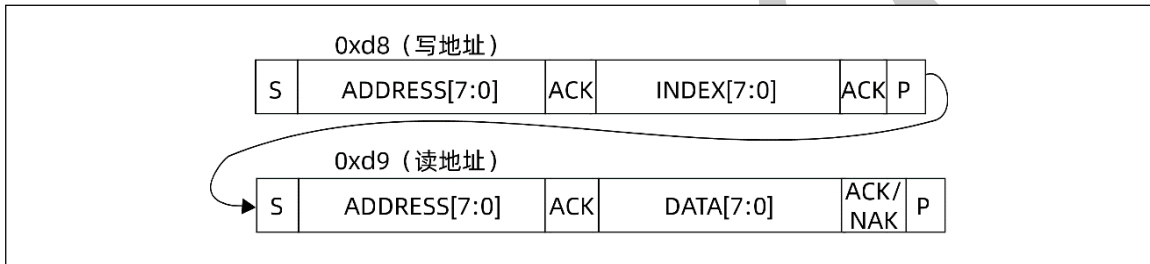 0xd8（写地址）
S ADDRESS[7:0] ACK INDEX[7:0] ACK P
0xd9（读地址）
S ADDRESS[7:0] ACK DATA[7:0] ACK/ P
NAK